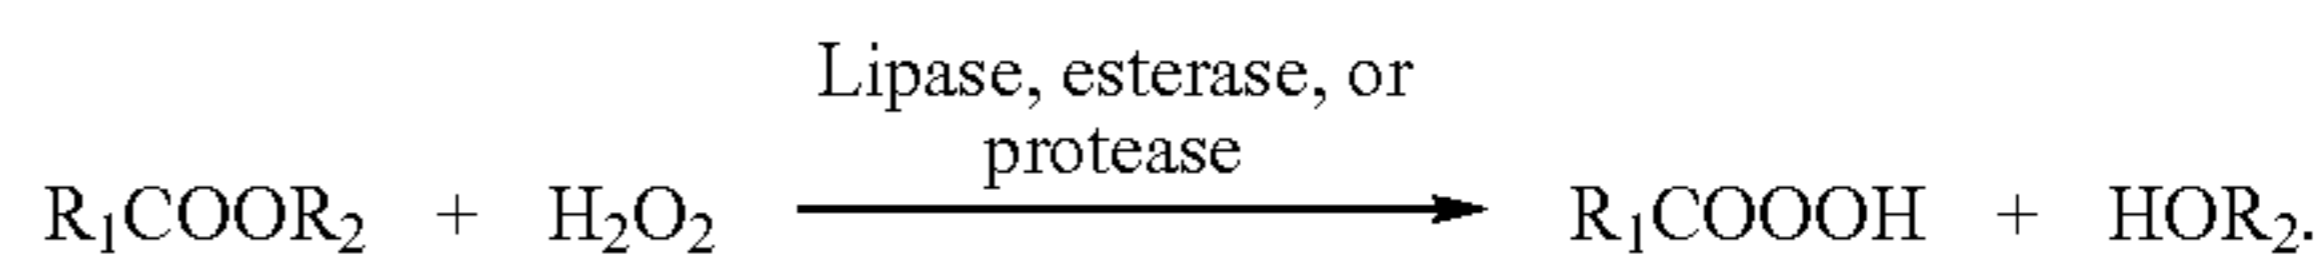 Lipase, esterase, or
protease
R₁COOR₂ + H₂O₂ R₁COOOH + HOR₂.